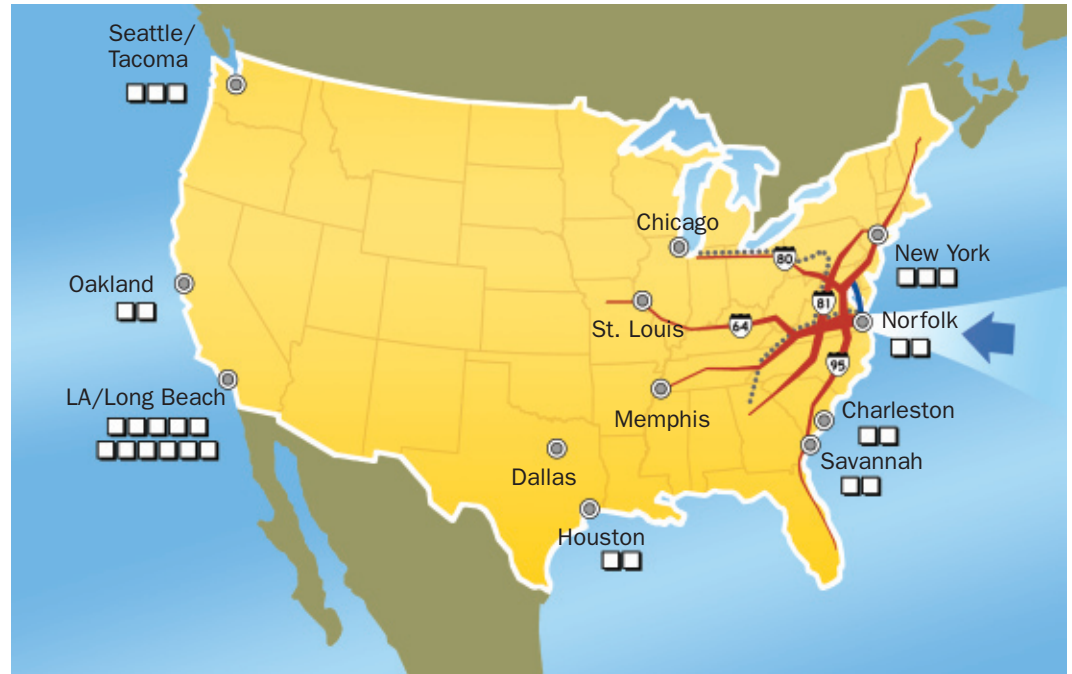 Seattle/
Tacoma
Chicago
80
New York
Oakland
81
Norfolk
St. Louis
64
95
LA/Long Beach
Memphis
Charleston
Savannah
Dallas
Houston